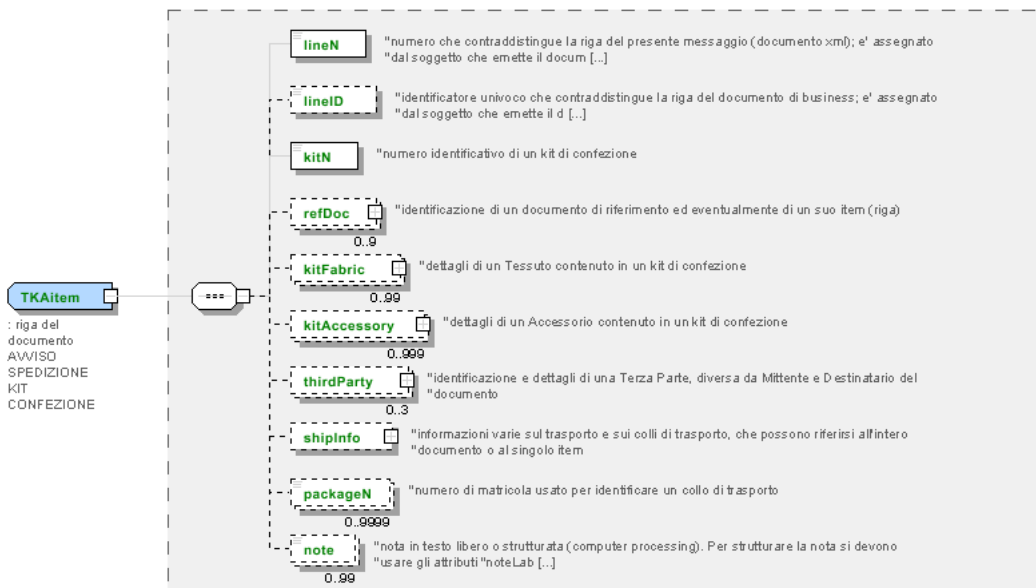 lineN
"numero che contraddistingue la riga del presente messaggio (documento xml); e' assegnato
"dal soggetto che emette il docum [...]
lineID
"identificatore univoco che contraddistingue la riga del documento di business; e' assegnato
"dal soggetto che emette il d [...]
kitN
"numero identificativo di un kit di confezione
refDoc
"identificazione di un documento di riferimento ed eventualmente di un suo item (riga)
0..9
kitFabric
"dettagli di un Tessuto contenuto in un kit di confezione
0..99
TKAitem
: riga del
documento
AVVISO
SPEDIZIONE
KIT
CONFEZIONE
kitAccessory
"dettagli di un Accessorio contenuto in un kit di confezione
0..999
thirdParty
"identificazione e dettagli di una Terza Parte, diversa da Mittente e Destinatario del
"documento
0..3
shipInfo
"informazioni varie sul trasporto e sui colli di trasporto, che possono riferirsi all'intero
"documento o al singolo item
packageN
"numero di matricola usato per identificare un collo di trasporto
0..9999
note
"nota in testo libero o strutturata (computer processing). Per strutturare la nota si devono
"usare gli attributi "noteLab [...]
0..99